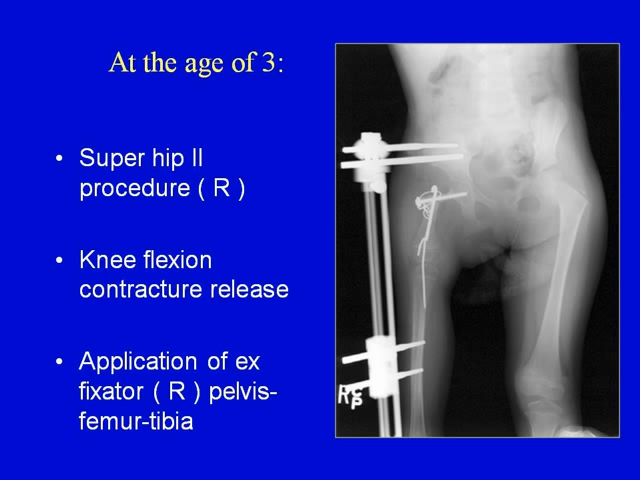 At the age of 3:
• Super hip II
procedure ( R )
• Knee flexion
contracture release
• Application of ex
fixator ( R ) pelvis-
femur-tibia